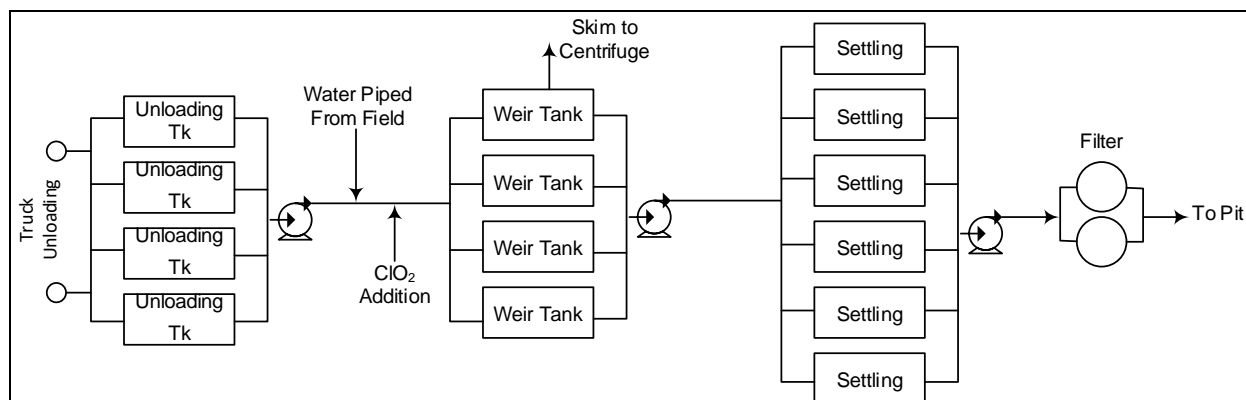 Truck
Unloading
Unloading
Tk
Unloading
Tk
Unloading
Tk
Unloading
Tk
Water Piped
From Field
ClO₂
Addition
Skim to
Centrifuge
Weir Tank
Weir Tank
Weir Tank
Weir Tank
Settling
Settling
Settling
Settling
Settling
Settling
Filter
To Pit